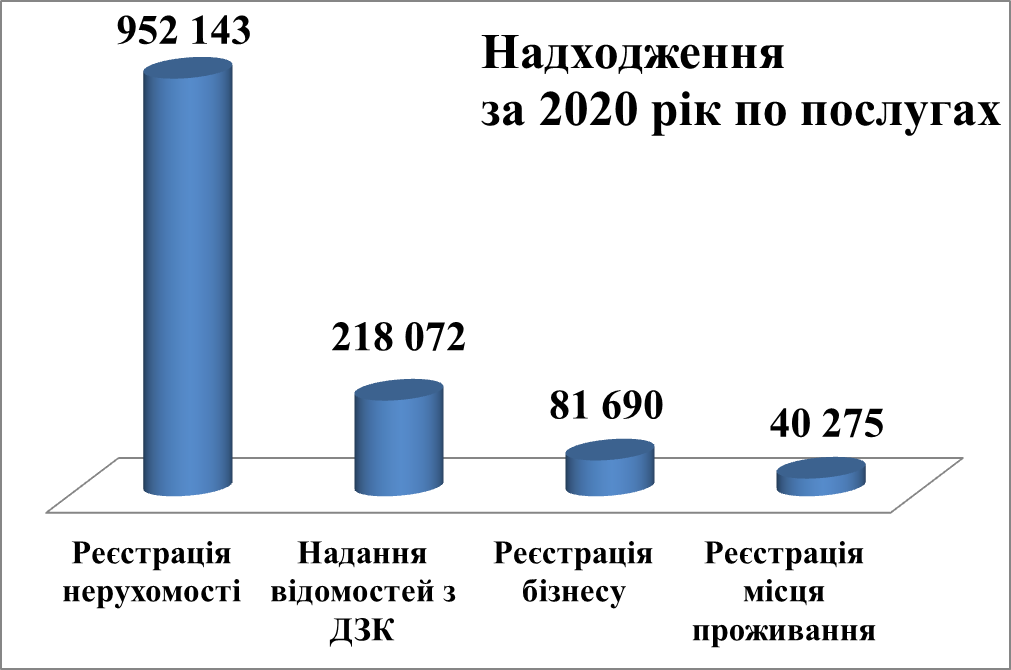 Надходження
за 2020 рік по послугах
952 143
218 072
81 690
40 275
Реєстрація
нерухомості
Надання
відомостей з
ДЗК
Реєстрація
бізнесу
Реєстрація
місця
проживання